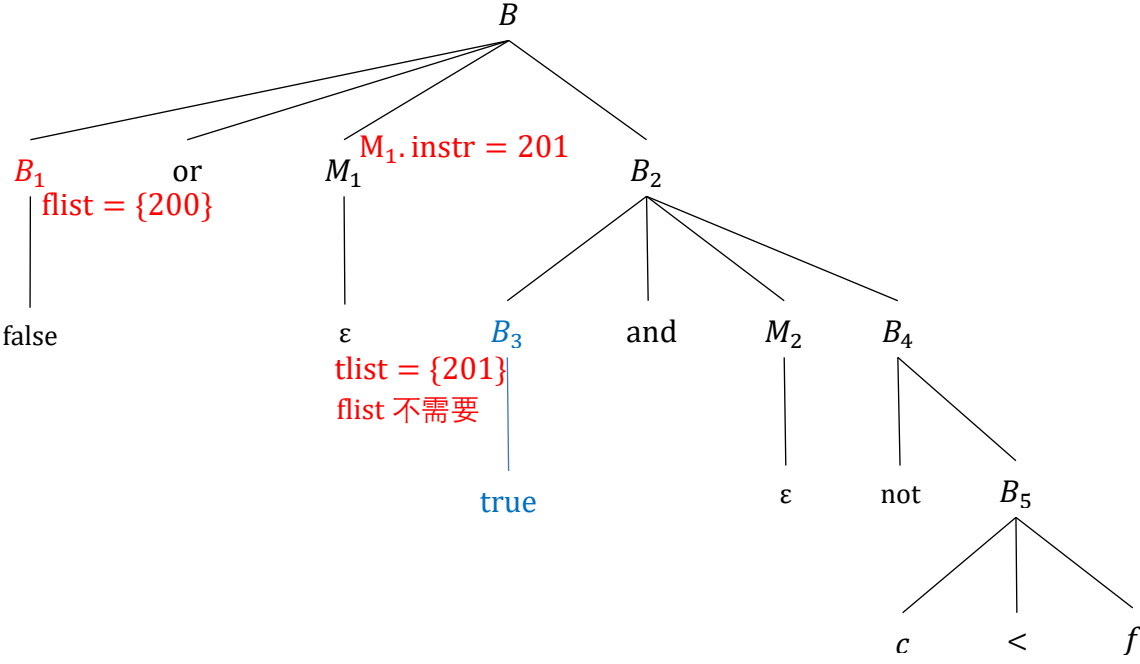 B
B₁ or M₁ M₁.instr = 201 B₂
flist = {200}
false ε B₃ and M₂ B₄
tlist = {201}
flist 不需要
true ε not B₅
c < f